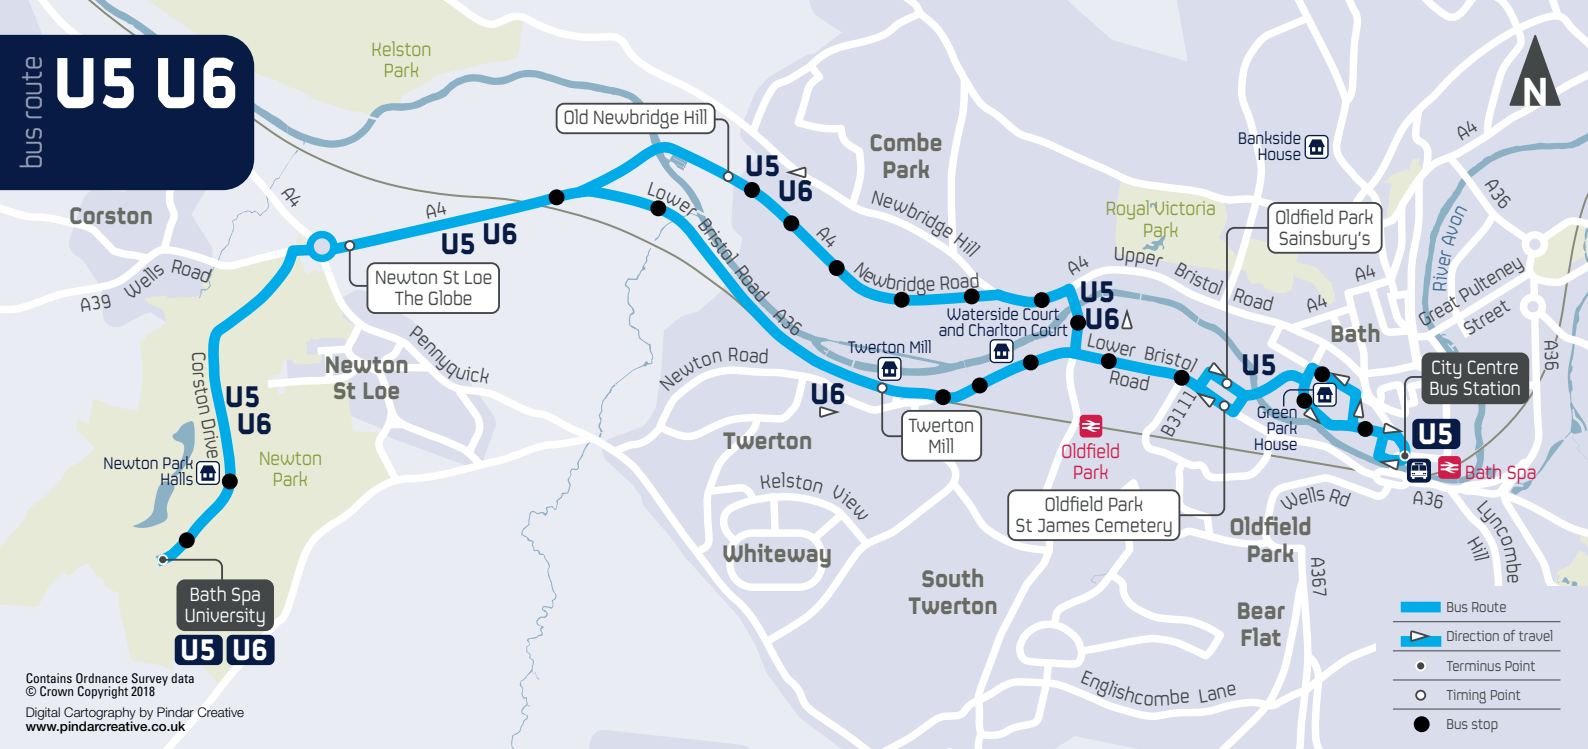 bus route
U5 U6
Kelston
Park
Corston
A4
A4
U5 U6
Newton St Loe
The Globe
A39
Wells Road
Corston Drive
U5
U6
Newton
St Loe
Pennyquick
Newton Park
Halls
Newton
Park
Bath Spa
University
U5 U6
Contains Ordnance Survey data
© Crown Copyright 2018
Digital Cartography by Pindar Creative
www.pindarcreative.co.uk
Old Newbridge Hill
U5
U6
Combe
Park
Newbridge Hill
Lower Bristol Road
A36
A4
Newbridge Road
A4
Waterside Court
and Charlton Court
U5
U6
Newton Road
Twerton Mill
U6
Twerton
Mill
Twerton
Kelston View
Whiteway
South
Twerton
Oldfield
Park
Lower Bristol
Road
B3111
Oldfield Park
St James Cemetery
Bankside
House
Royal Victoria
Park
Upper Bristol Road
Oldfield Park
Sainsbury's
A4
A4
A4
A36
River Avon
Great Pulteney
Street
A36
Bath
U5
Green
Park
House
City Centre
Bus Station
U5
Bath Spa
A36
Wells Rd
Oldfield
Park
A367
Lyncombe
Hill
Bear
Flat
Englishcombe Lane
N
Bus Route
Direction of travel
Terminus Point
Timing Point
Bus stop